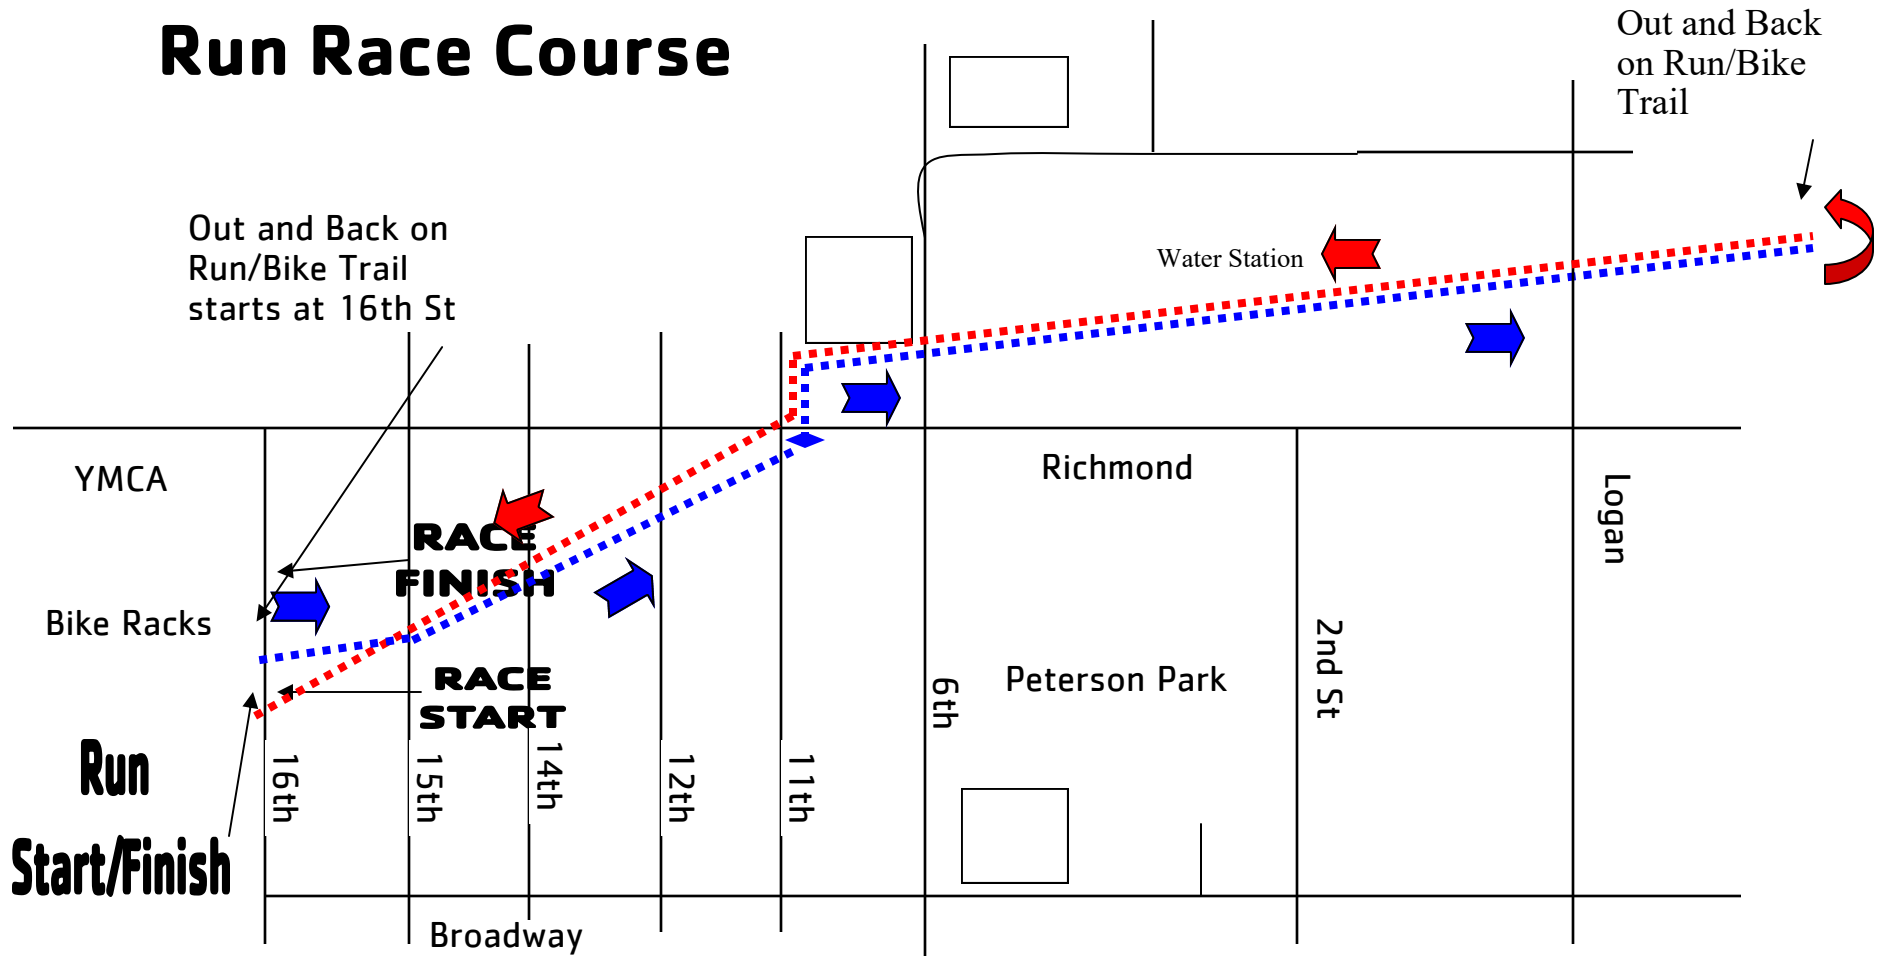 Run Race Course
Out and Back
on Run/Bike
Trail
Out and Back on
Run/Bike Trail
starts at 16th St
Water Station
YMCA
Richmond
Logan
RACE
FINISH
Bike Racks
RACE
START
Peterson Park
2nd St
6th
Run
Start/Finish
16th
15th
14th
12th
11th
Broadway